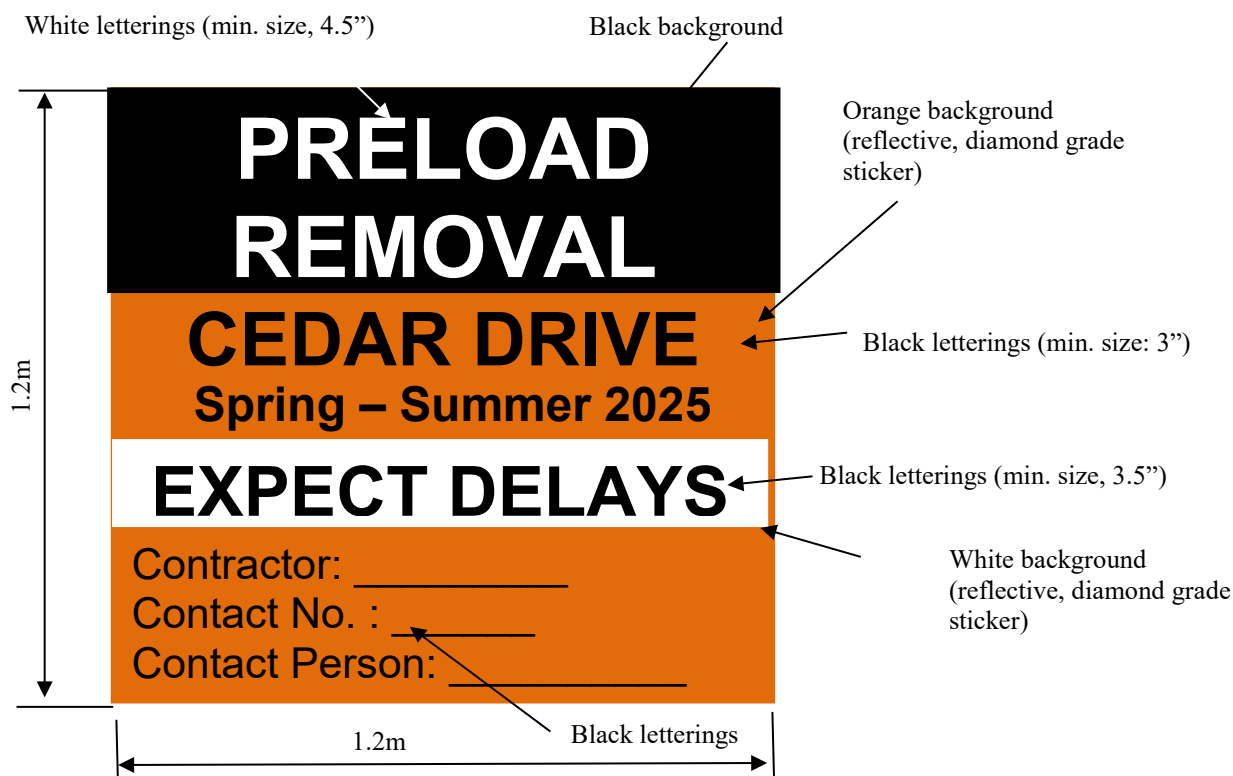 White letterings (min. size, 4.5”)
Black background
PRELOAD
REMOVAL
Orange background
(reflective, diamond grade
sticker)
CEDAR DRIVE
Black letterings (min. size: 3”)
1.2m
Spring – Summer 2025
EXPECT DELAYS
Black letterings (min. size, 3.5”)
White background
(reflective, diamond grade
sticker)
Contractor: __________
Contact No. : ______
Contact Person: __________
Black letterings
1.2m